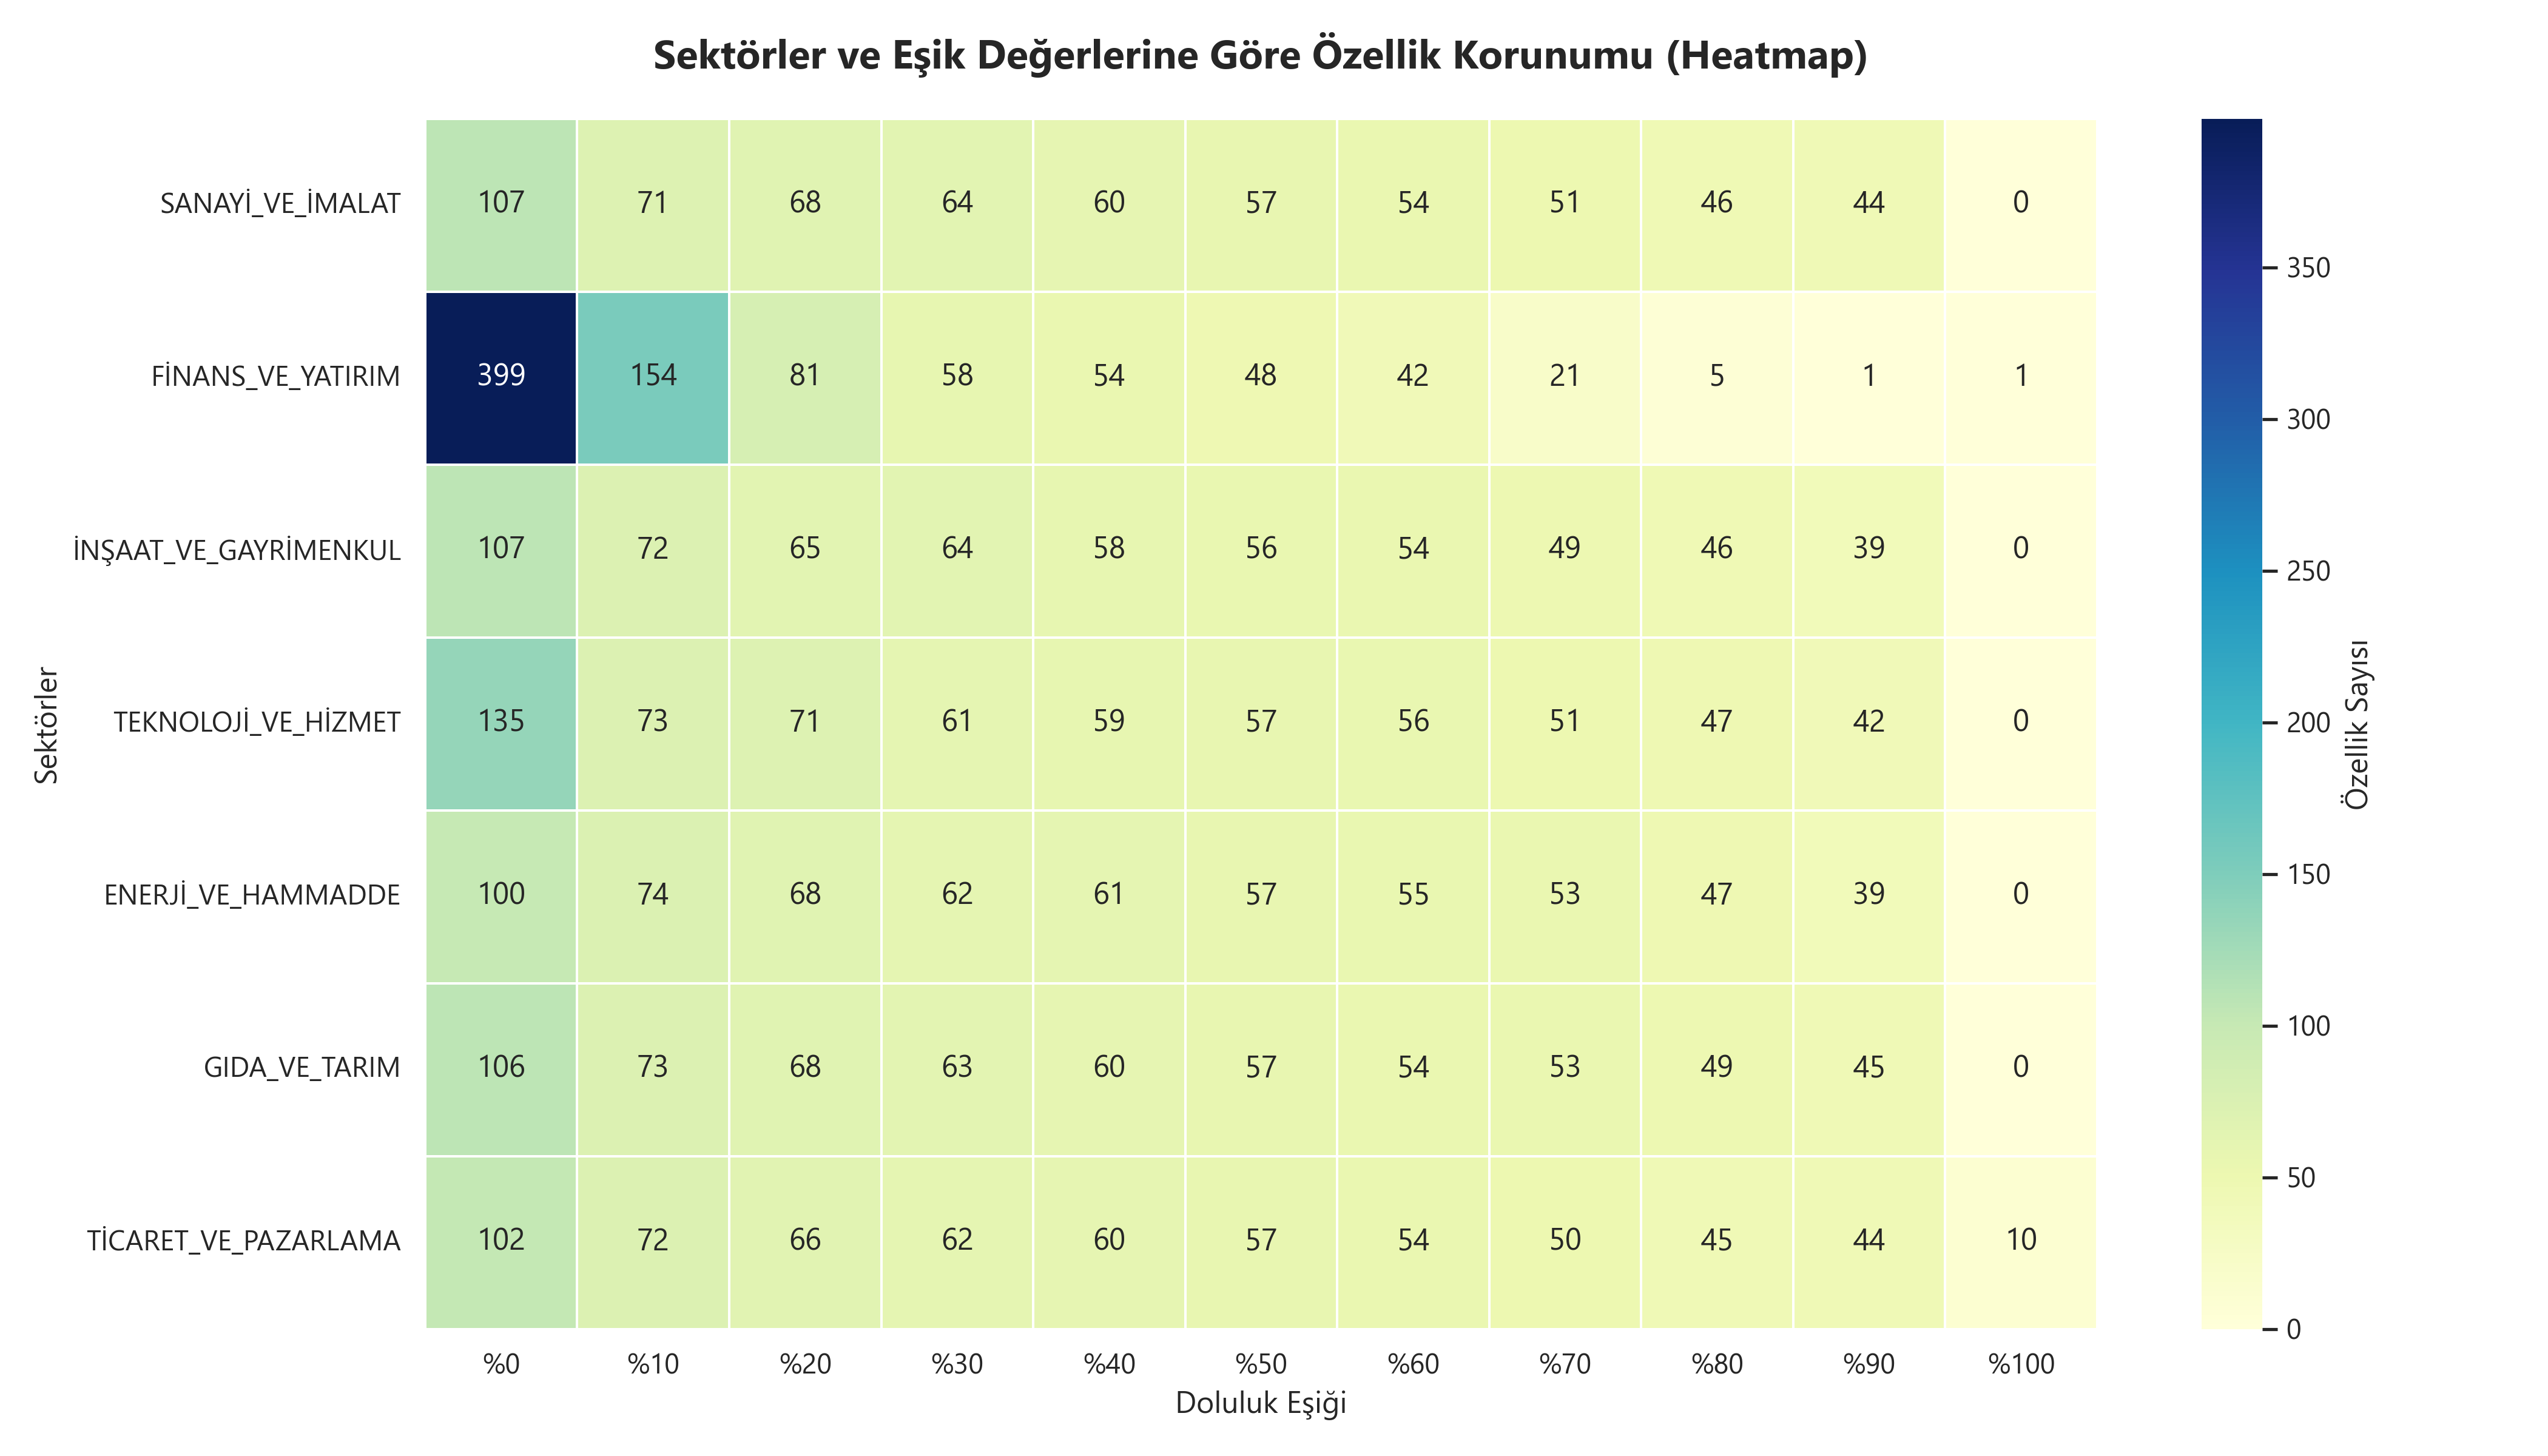 Sektörler ve Eşik Değerlerine Göre Özellik Korunumu (Heatmap)
SANAYİ_VE_İMALAT 107 71 68 64 60 57 54 51 46 44 0
FİNANS_VE_YATIRIM 399 154 81 58 54 48 42 21 5 1 1
İNŞAAT_VE_GAYRİMENKUL 107 72 65 64 58 56 54 49 46 39 0
TEKNOLOJİ_VE_HİZMET 135 73 71 61 59 57 56 51 47 42 0
ENERJİ_VE_HAMMADDE 100 74 68 62 61 57 55 53 47 39 0
GIDA_VE_TARIM 106 73 68 63 60 57 54 53 49 45 0
TİCARET_VE_PAZARLAMA 102 72 66 62 60 57 54 50 45 44 10
%0 %10 %20 %30 %40 %50 %60 %70 %80 %90 %100
Doluluk Eşiği
Sektörler
350
300
250
200
150
100
50
0
Özellik Sayısı